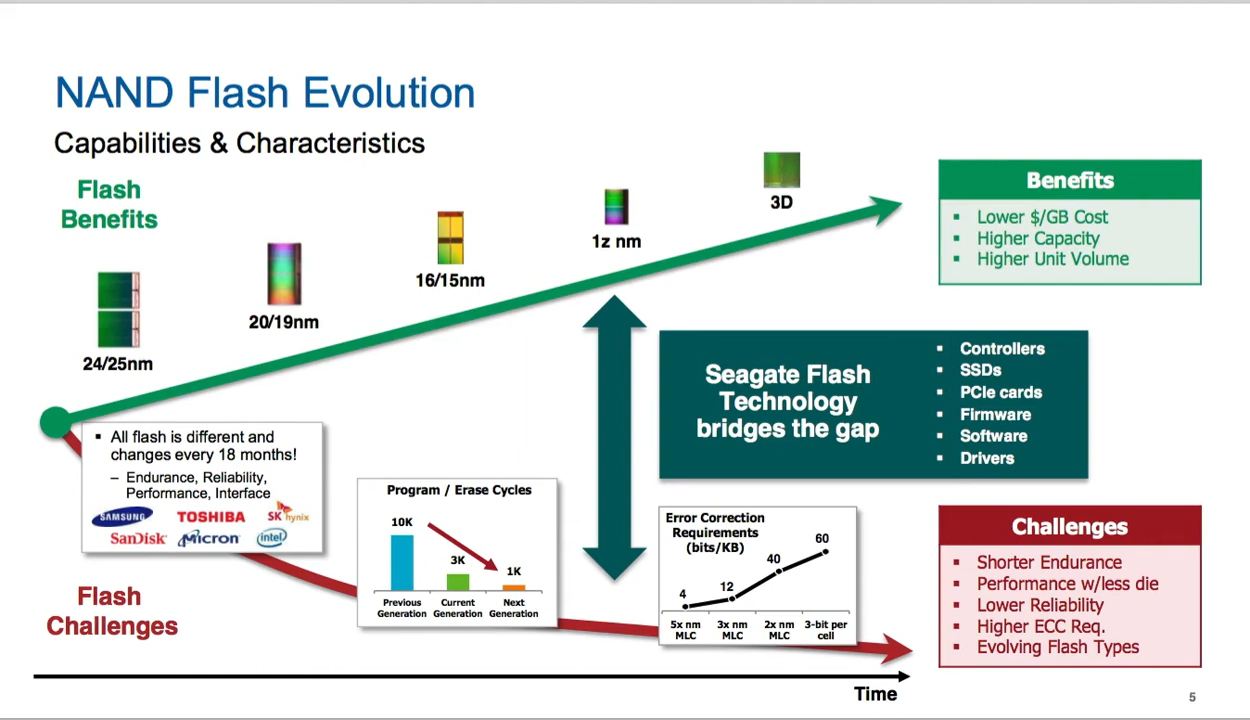 NAND Flash Evolution
Capabilities & Characteristics
Flash
Benefits
24/25nm
20/19nm
16/15nm
1z nm
3D
Benefits
▪ Lower $/GB Cost
▪ Higher Capacity
▪ Higher Unit Volume
Seagate Flash
Technology
bridges the gap
▪ Controllers
▪ SSDs
▪ PCIe cards
▪ Firmware
▪ Software
▪ Drivers
▪ All flash is different and
changes every 18 months!
– Endurance, Reliability,
Performance, Interface
SAMSUNG TOSHIBA SK hynix
SanDisk Micron intel
Program / Erase Cycles
10K
3K
1K
Previous
Generation
Current
Generation
Next
Generation
Error Correction
Requirements
(bits/KB)
4
12
40
60
5x nm
MLC
3x nm
MLC
2x nm
MLC
3-bit per
cell
Flash
Challenges
Challenges
▪ Shorter Endurance
▪ Performance w/less die
▪ Lower Reliability
▪ Higher ECC Req.
▪ Evolving Flash Types
Time
5